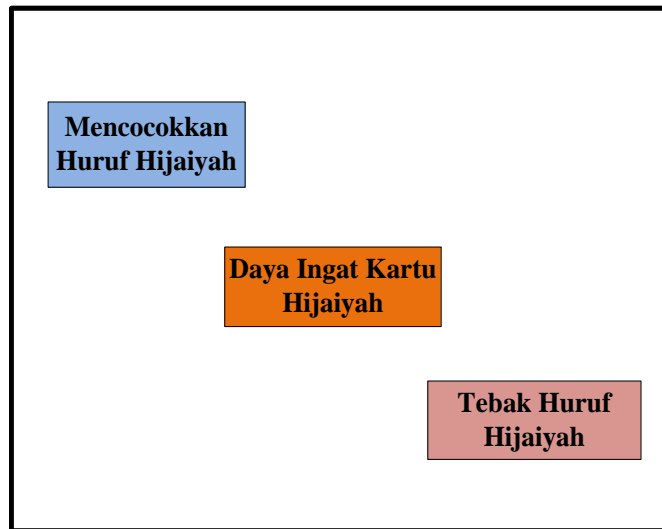 Mencocokkan
Huruf Hijaiyah
Daya Ingat Kartu
Hijaiyah
Tebak Huruf
Hijaiyah